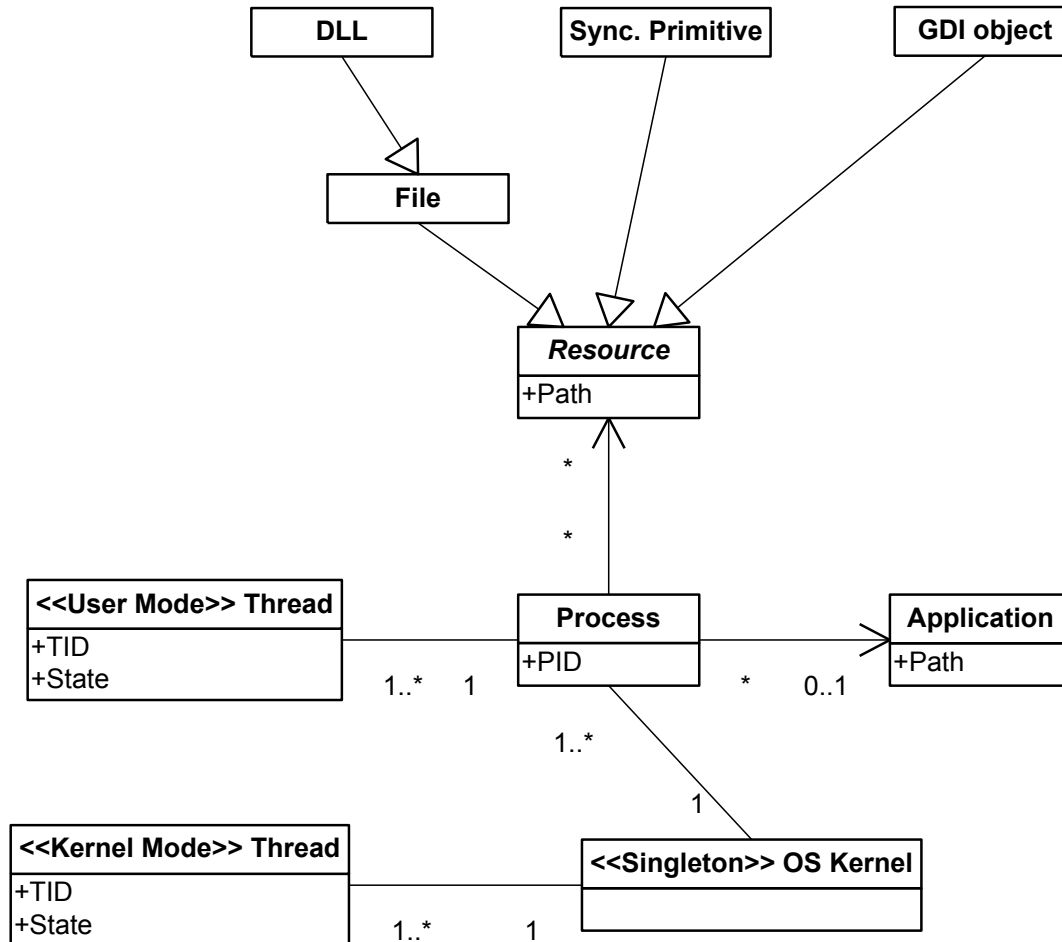 DLL
Sync. Primitive
GDI object
File
Resource
+Path
*
*
<<User Mode>> Thread
+TID
+State
Process
+PID
Application
+Path
1..*
1
*
0..1
1..*
1
<<Kernel Mode>> Thread
+TID
+State
<<Singleton>> OS Kernel
1..*
1